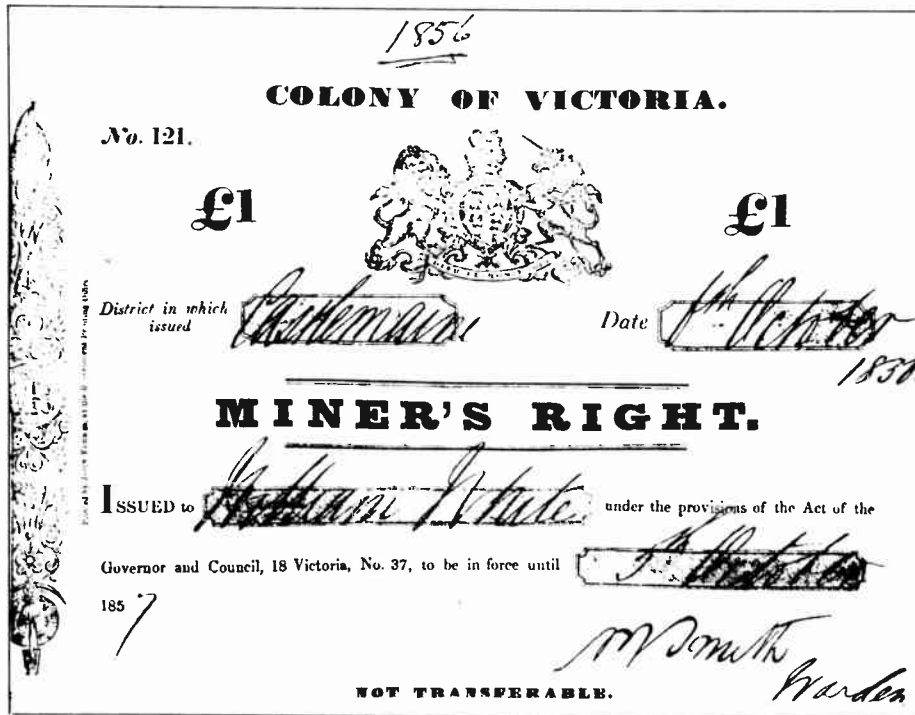 1856
COLONY OF VICTORIA.
No. 121.
£1 £1
District in which issued Castlemaine Date October
1856
MINER'S RIGHT.
ISSUED to William White under the provisions of the Act of the
Governor and Council, 18 Victoria, No. 37, to be in force until October
1857
Smith
Warden
NOT TRANSFERABLE.